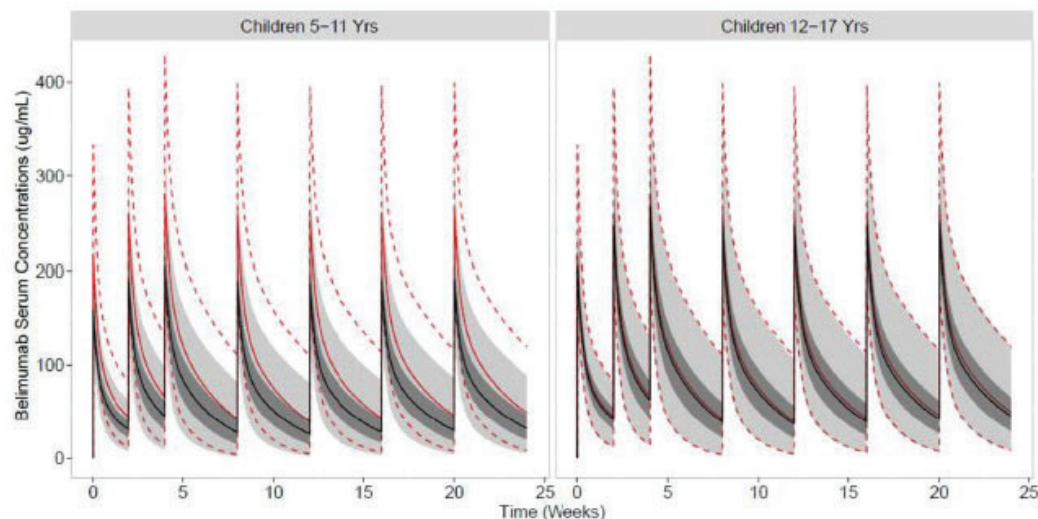 Children 5−11 Yrs
Children 12−17 Yrs
Belimumab Serum Concentrations (ug/mL)
400
300
200
100
0
0 5 10 15 20 25
0 5 10 15 20 25
Time (Weeks)